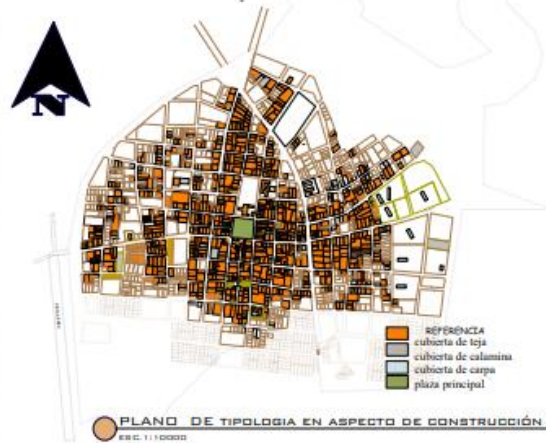 N
REFERENCIA
cubierta de teja
cubierta de calamina
cubierta de carpa
plaza principal
PLANO DE TIPOLOGIA EN ASPECTO DE CONSTRUCCIÓN
ESC. 1:10000